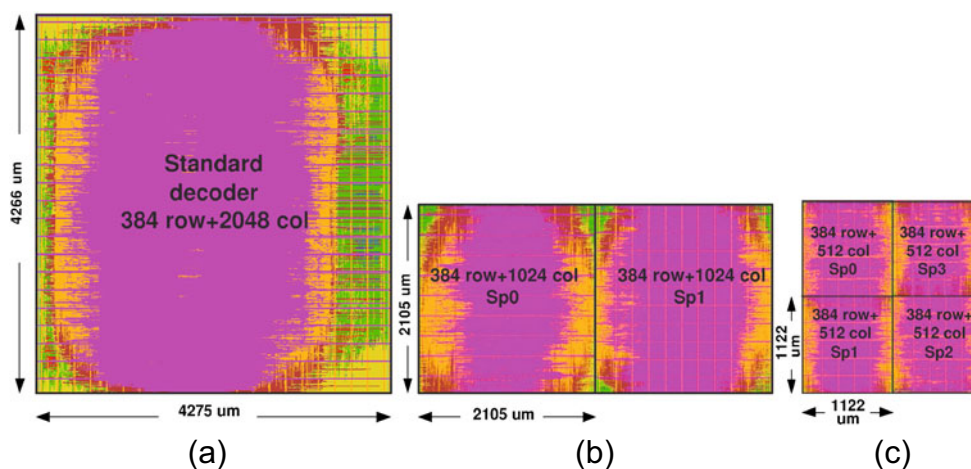 4266 um
Standard
decoder
384 row+2048 col
4275 um
(a)
2105 um
384 row+1024 col
Sp0
384 row+1024 col
Sp1
2105 um
(b)
384 row+
512 col
Sp0
384 row+
512 col
Sp3
384 row+
512 col
Sp1
384 row+
512 col
Sp2
1122
um
1122
um
(c)